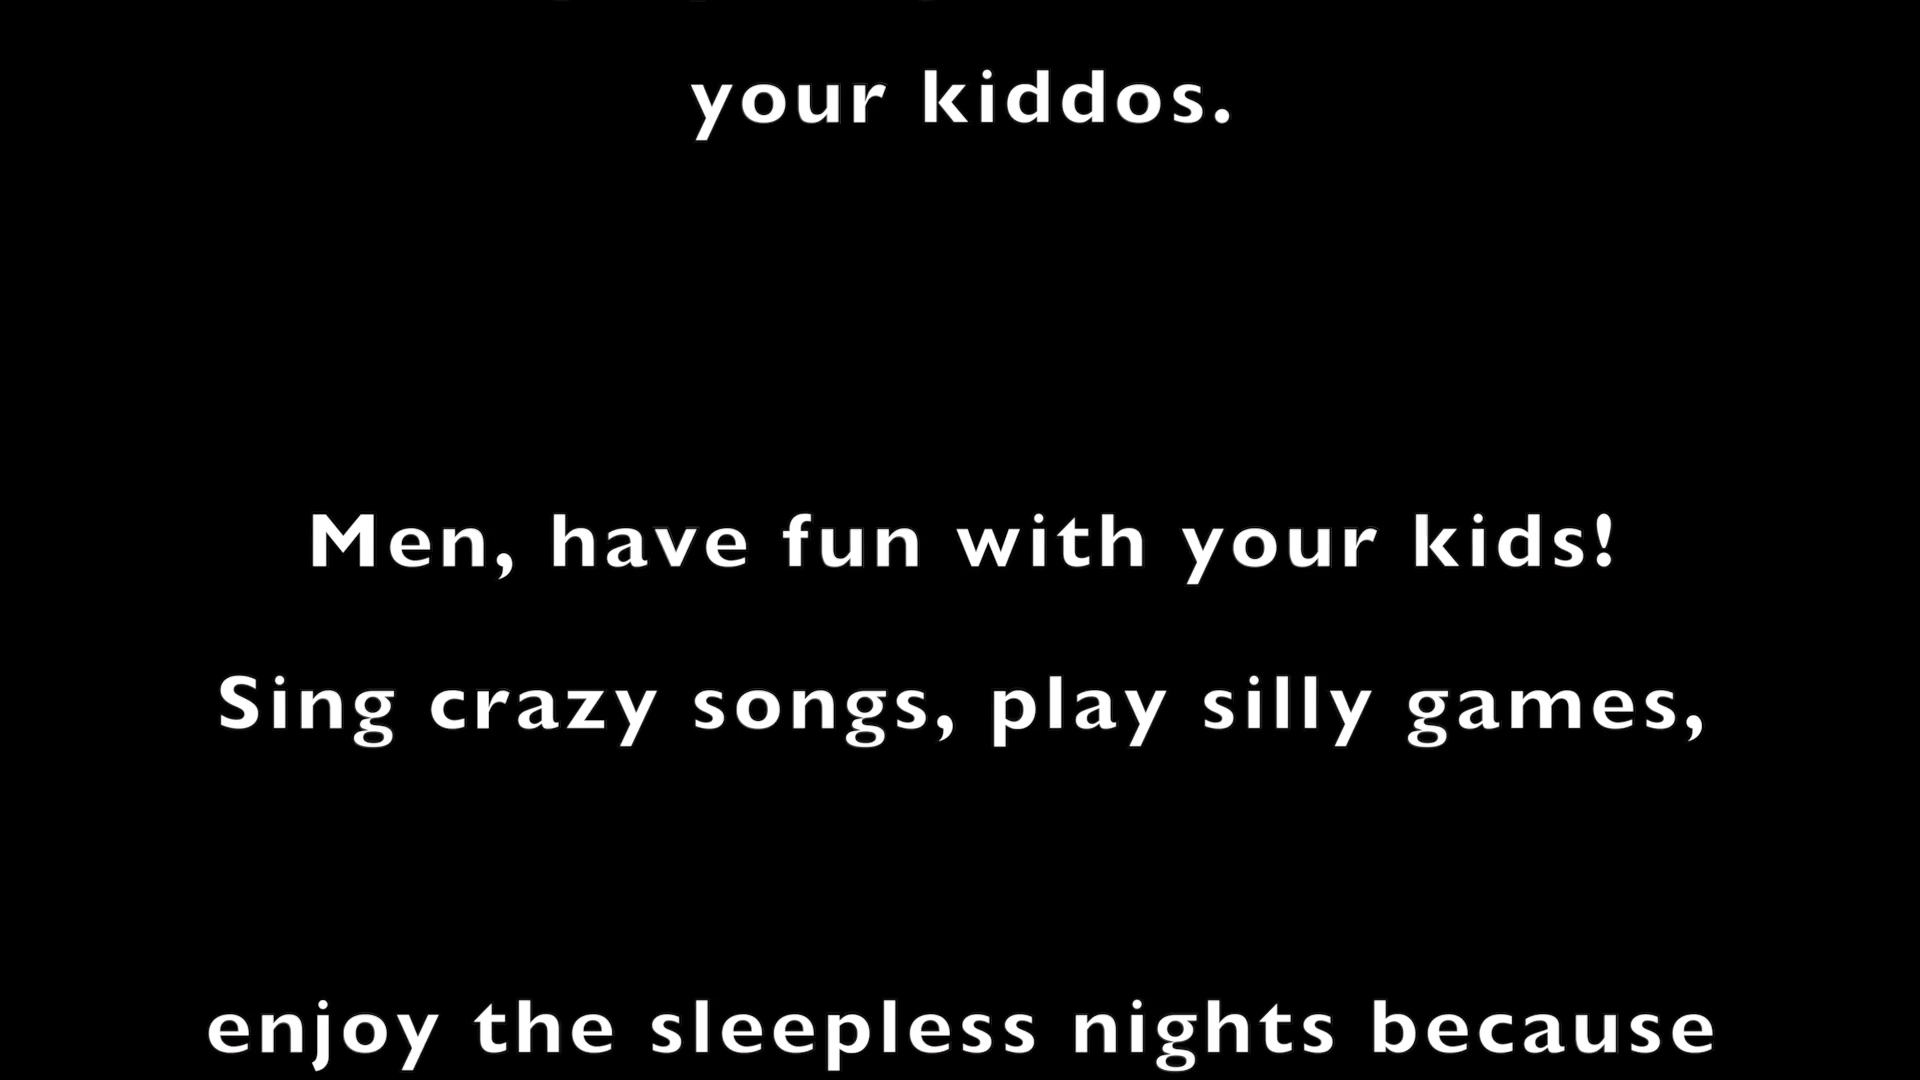 your kiddos.
Men, have fun with your kids!
Sing crazy songs, play silly games,
enjoy the sleepless nights because